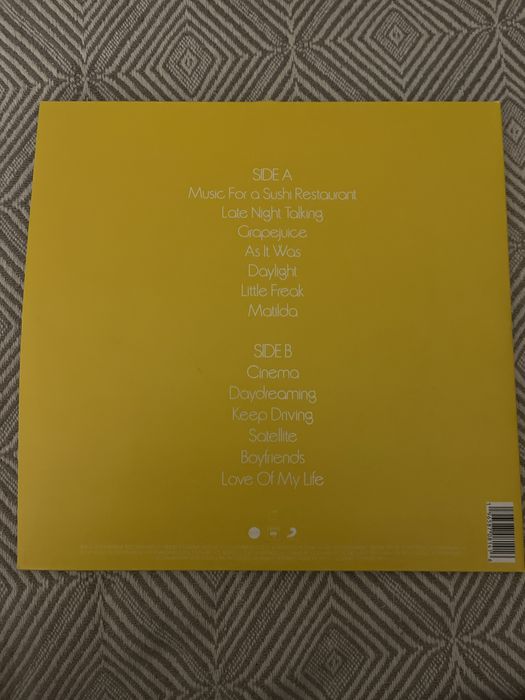 SIDE A
Music For a Sushi Restaurant
Late Night Talking
Grapejuice
As It Was
Daylight
Little Freak
Matilda
SIDE B
Cinema
Daydreaming
Keep Driving
Satellite
Boyfriends
Love Of My Life